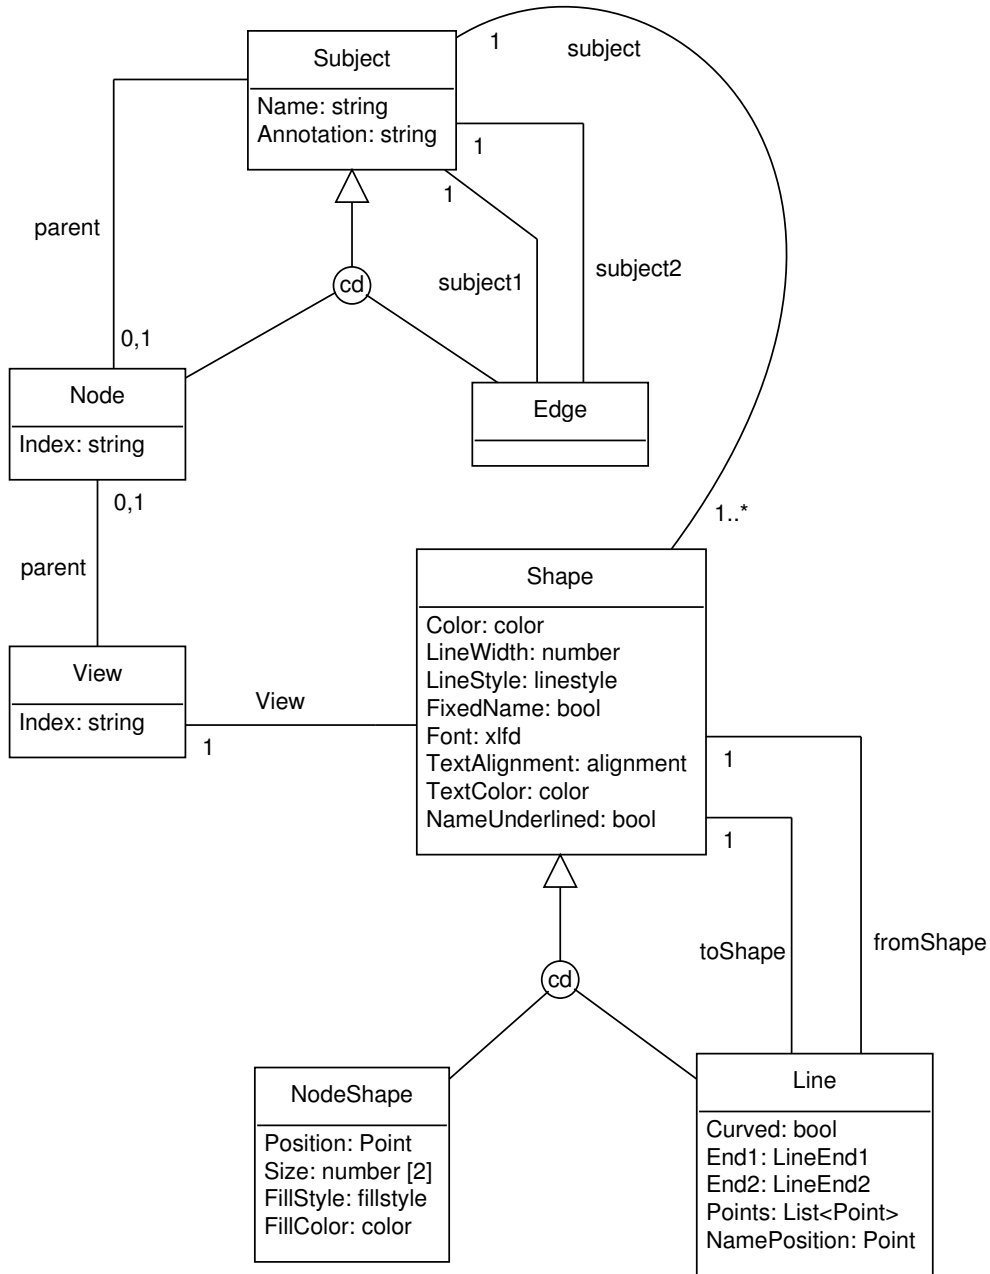 1
subject
Subject
Name: string
Annotation: string
1
1
parent
cd
subject1
subject2
0,1
Node
Index: string
Edge
0,1
1..*
parent
Shape
Color: color
LineWidth: number
LineStyle: linestyle
FixedName: bool
Font: xlfd
TextAlignment: alignment
TextColor: color
NameUnderlined: bool
View
Index: string
View
1
1
1
toShape
fromShape
cd
NodeShape
Position: Point
Size: number [2]
FillStyle: fillstyle
FillColor: color
Line
Curved: bool
End1: LineEnd1
End2: LineEnd2
Points: List<Point>
NamePosition: Point